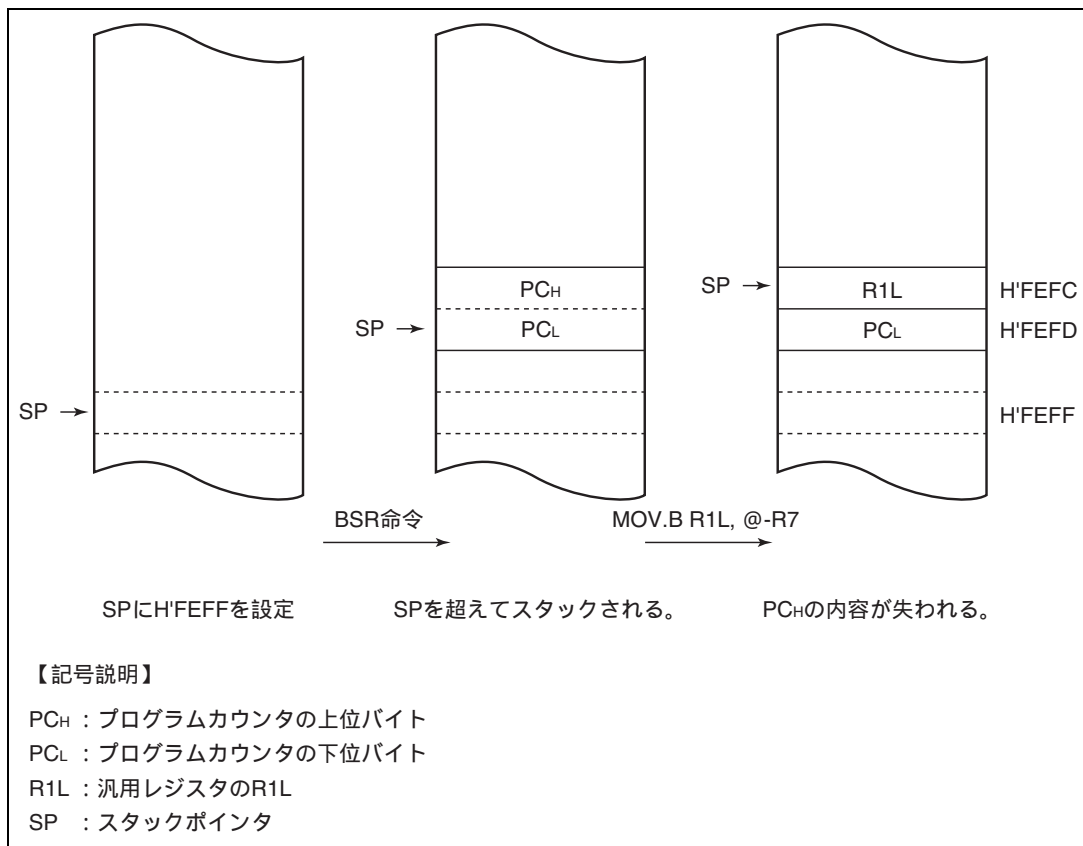 PCH
SP → R1L H'FEFC
SP → PCL PCL H'FEFD
SP → H'FEFF
BSR命令 MOV.B R1L, @-R7
SPにH'FEFFを設定 SPを超えてスタックされる。 PCHの内容が失われる。
【記号説明】
PCH : プログラムカウンタの上位バイト
PCL : プログラムカウンタの下位バイト
R1L : 汎用レジスタのR1L
SP : スタックポインタ